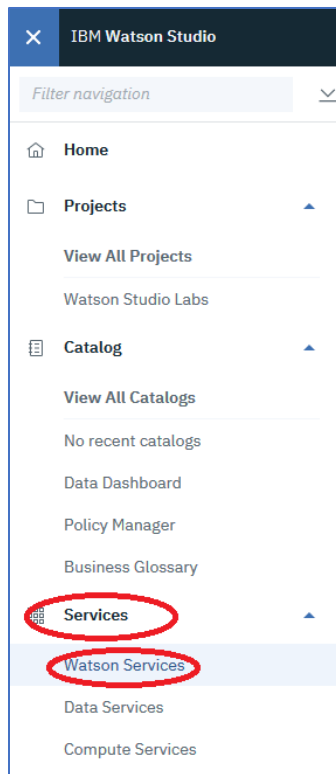 IBM Watson Studio
Filter navigation
Home
Projects
View All Projects
Watson Studio Labs
Catalog
View All Catalogs
No recent catalogs
Data Dashboard
Policy Manager
Business Glossary
Services
Watson Services
Data Services
Compute Services